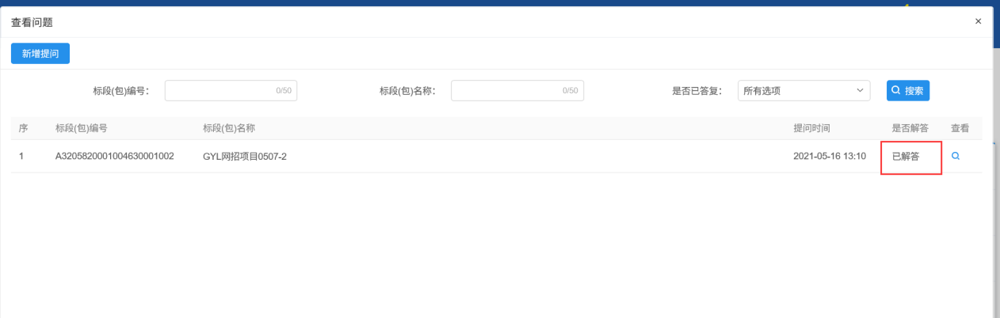 查看问题 ×
新增提问
标段(包)编号： 0/50 标段(包)名称： 0/50 是否已答复： 所有选项 搜索
序 标段(包)编号 标段(包)名称 提问时间 是否解答 查看
1 A3205820001004630001002 GYL网招项目0507-2 2021-05-16 13:10 已解答